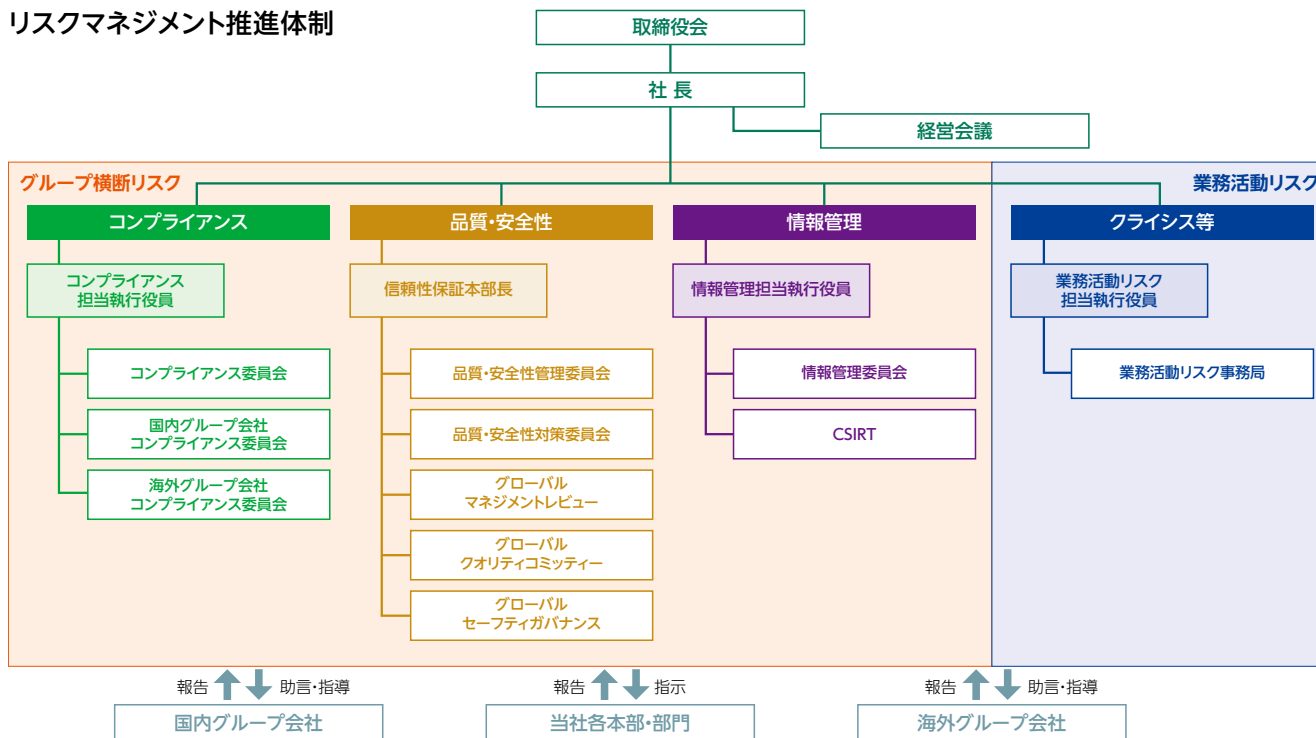 リスクマネジメント推進体制
取締役会
社 長
経営会議
グループ横断リスク
業務活動リスク
コンプライアンス
品質・安全性
情報管理
クライシス等
コンプライアンス
担当執行役員
信頼性保証本部長
情報管理担当執行役員
業務活動リスク
担当執行役員
コンプライアンス委員会
国内グループ会社
コンプライアンス委員会
海外グループ会社
コンプライアンス委員会
品質・安全性管理委員会
品質・安全性対策委員会
グローバル
マネジメントレビュー
グローバル
クオリティコミッティー
グローバル
セーフティガバナンス
情報管理委員会
CSIRT
業務活動リスク事務局
報告 助言・指導
国内グループ会社
報告 指示
当社各本部・部門
報告 助言・指導
海外グループ会社